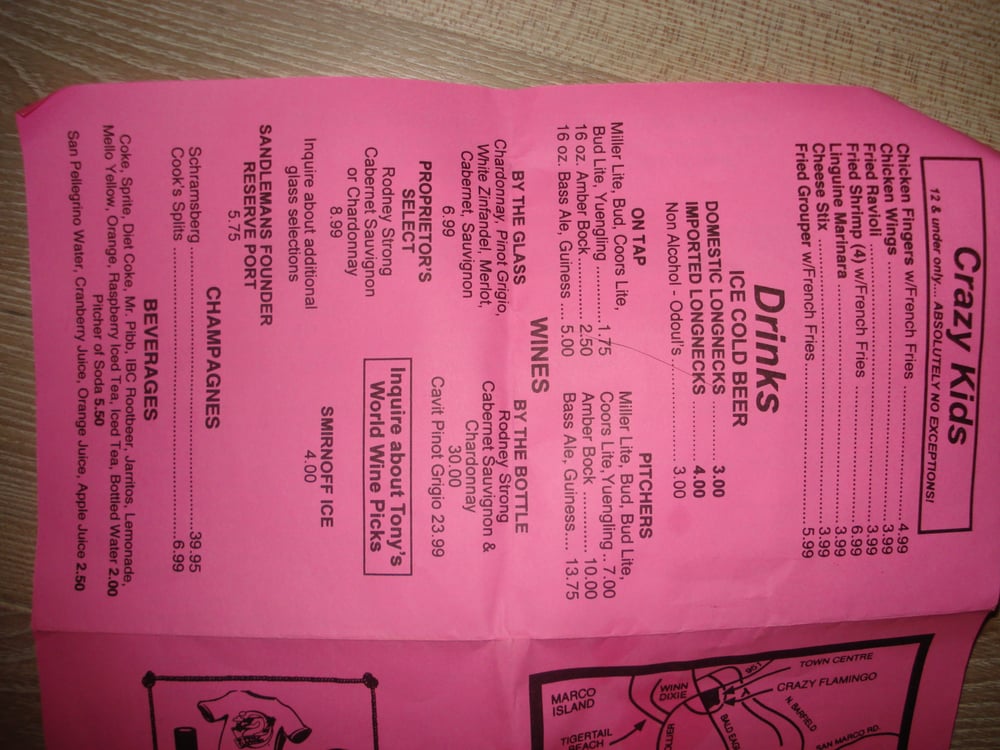 Crazy Kids
12 & under only.... ABSOLUTELY NO EXCEPTIONS!
Chicken Fingers w/French Fries ........ 4.99
Chicken Wings ........ 3.99
Fried Ravioli ........ 3.99
Fried Shrimp (4) w/French Fries ........ 6.99
Linguine Marinara ........ 3.99
Cheese Stix ........ 3.99
Fried Grouper w/French Fries ........ 5.99
Drinks
ICE COLD BEER
DOMESTIC LONGNECKS ........ 3.00
IMPORTED LONGNECKS ........ 4.00
Non Alcohol - Odoul's ........ 3.00
ON TAP
Miller Lite, Bud, Coors Lite,
Bud Lite, Yuengling ........ 1.75
16 oz. Amber Bock ........ 2.50
16 oz. Bass Ale, Guiness .... 5.00
PITCHERS
Miller Lite, Bud, Bud Lite,
Coors Lite, Yuengling .. 7.00
Amber Bock ........ 10.00
Bass Ale, Guiness.... 13.75
WINES
BY THE GLASS
Chardonnay, Pinot Grigio,
White Zinfandel, Merlot,
Cabernet, Sauvignon
6.99
PROPRIETOR'S
SELECT
Rodney Strong
Cabernet Sauvignon
or Chardonnay
8.99
Inquire about additional
glass selections
SANDLEMANS FOUNDER
RESERVE PORT
5.75
BY THE BOTTLE
Rodney Strong
Cabernet Sauvignon &
Chardonnay
30.00
Cavit Pinot Grigio 23.99
Inquire about Tony's
World Wine Picks
SMIRNOFF ICE
4.00
CHAMPAGNES
Schramsberg ........ 39.95
Cook's Splits ........ 6.99
BEVERAGES
Coke, Sprite, Diet Coke, Mr. Pibb, IBC Rootbeer, Jarritos, Lemonade,
Mello Yellow, Orange, Raspberry Iced Tea, Iced Tea, Bottled Water 2.00
Pitcher of Soda 5.50
San Pellegrino Water, Cranberry Juice, Orange Juice, Apple Juice 2.50
TOWN CENTRE
CRAZY FLAMINGO
WINN
DIXIE
MARCO
ISLAND
N. BARFIELD
TIGERTAIL
BEACH